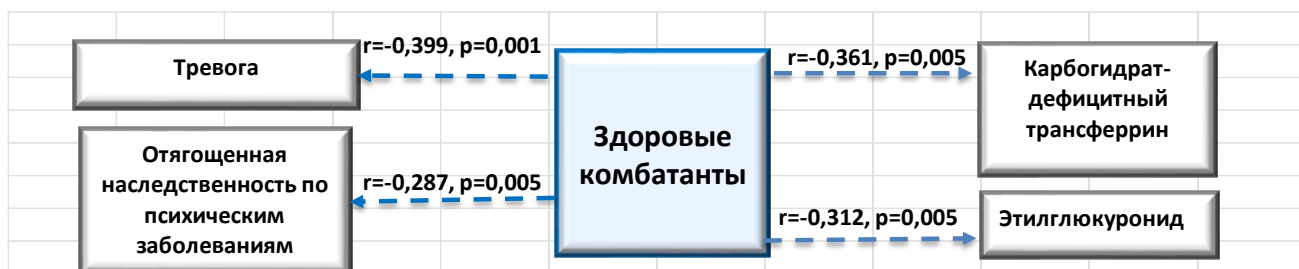 r=-0,399, p=0,001
Тревога
Отягощенная
наследственность по
психическим
заболеваниям
r=-0,287, p=0,005
Здоровые
комбатанты
r=-0,361, p=0,005
Карбогидрат-
дефицитный
трансферрин
r=-0,312, p=0,005
Этилглюкуронид